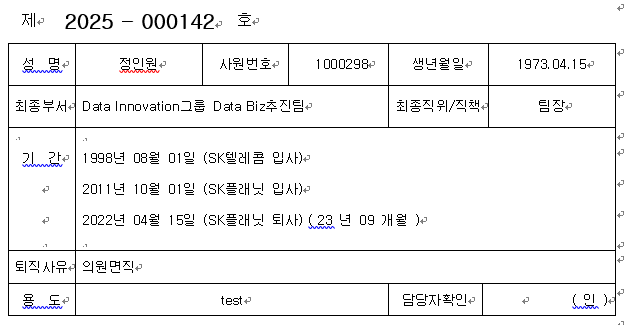 제 2025 - 000142 호
성 명 정인원 사원번호 1000298 생년월일 1973.04.15
최종부서 Data Innovation그룹 Data Biz추진팀 최종직위/직책 팀장
기 간 1998년 08월 01일 (SK텔레콤 입사)
2011년 10월 01일 (SK플래닛 입사)
2022년 04월 15일 (SK플래닛 퇴사) ( 23 년 09 개월 )
퇴직사유 의원면직
용 도 test 담당자확인 ( 인 )